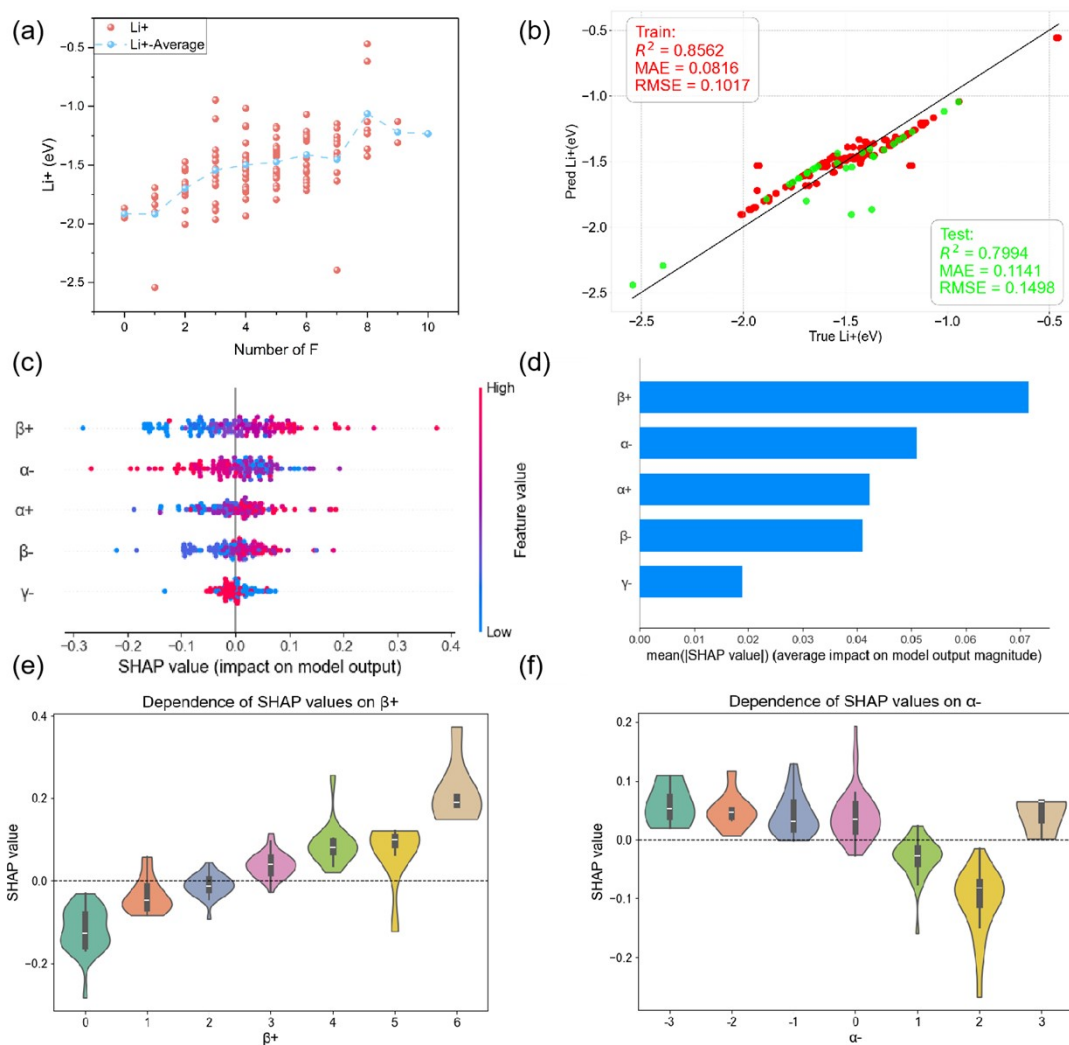 (a)
Li+
Li+-Average
−0.5
−1.0
−1.5
−2.0
−2.5
Li+ (eV)
0 2 4 6 8 10
Number of F
(b)
Train:
R² = 0.8562
MAE = 0.0816
RMSE = 0.1017
Test:
R² = 0.7994
MAE = 0.1141
RMSE = 0.1498
−0.5
−1.0
−1.5
−2.0
−2.5
Pred Li+(eV)
−2.5 −2.0 −1.5 −1.0 −0.5
True Li+(eV)
(c)
β+
α-
α+
β-
γ-
High
Feature value
Low
−0.3 −0.2 −0.1 0.0 0.1 0.2 0.3 0.4
SHAP value (impact on model output)
(d)
β+
α-
α+
β-
γ-
0.00 0.01 0.02 0.03 0.04 0.05 0.06 0.07
mean(|SHAP value|) (average impact on model output magnitude)
(e)
Dependence of SHAP values on β+
0.4
0.2
0.0
−0.2
SHAP value
0 1 2 3 4 5 6
β+
(f)
Dependence of SHAP values on α-
0.2
0.1
0.0
−0.1
−0.2
SHAP value
-3 -2 -1 0 1 2 3
α-